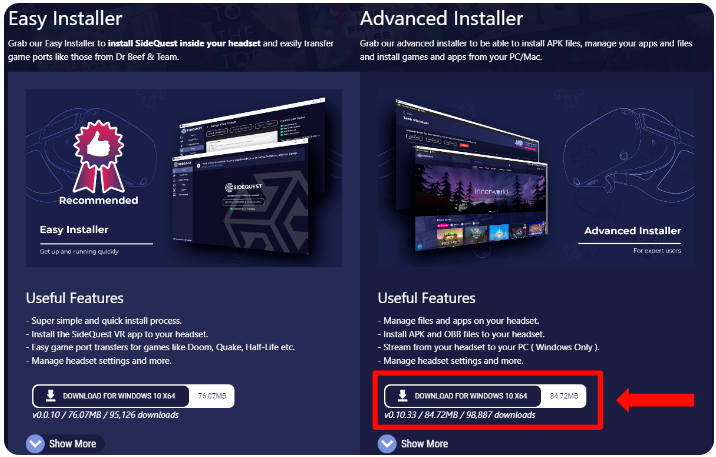 Easy Installer
Grab our Easy Installer to install SideQuest inside your headset and easily transfer
game ports like those from Dr Beef & Team.
Recommended
SIDEQUEST
Easy Installer
Get up and running quickly
Useful Features
- Super simple and quick install process.
- Install the SideQuest VR app to your headset.
- Easy game port transfers for games like Doom, Quake, Half-Life etc.
- Manage headset settings and more.
DOWNLOAD FOR WINDOWS 10 X64 76.07MB
v0.0.10 / 76.07MB / 95,126 downloads
Show More
Advanced Installer
Grab our advanced installer to be able to install APK files, manage your apps and files
and install games and apps from your PC/Mac.
Innerworld
Advanced Installer
For expert users
Useful Features
- Manage files and apps on your headset.
- Install APK and OBB files to your headset.
- Stream from your headset to your PC ( Windows Only ).
- Manage headset settings and more.
DOWNLOAD FOR WINDOWS 10 X64 84.72MB
v0.10.33 / 84.72MB / 98,887 downloads
Show More